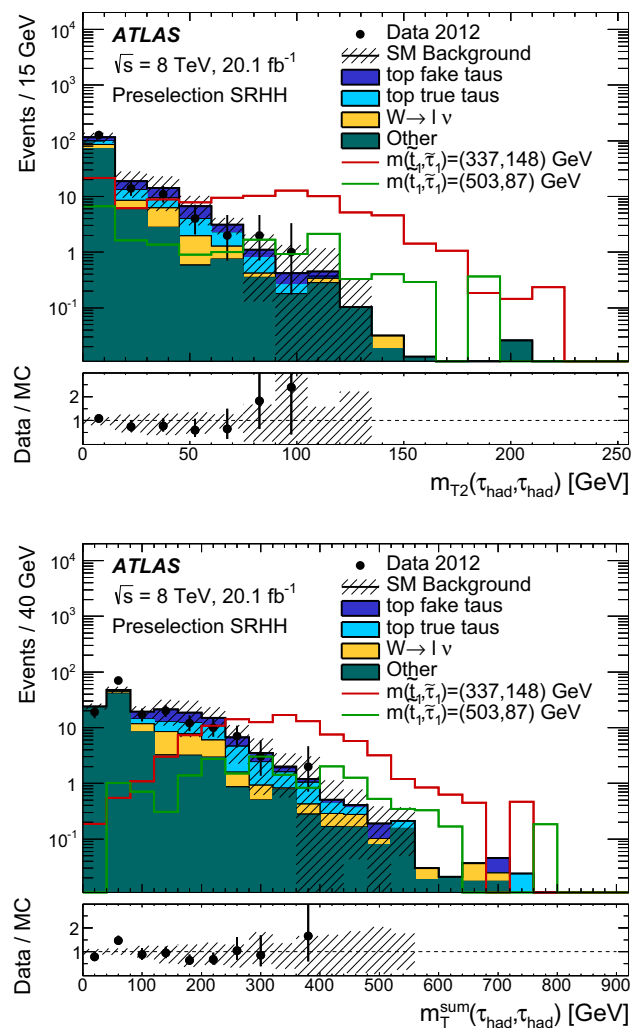 ATLAS
√s = 8 TeV, 20.1 fb⁻¹
Preselection SRHH
Data 2012
SM Background
top fake taus
top true taus
W→ l ν
Other
m(t̃₁,τ̃₁)=(337,148) GeV
m(t̃₁,τ̃₁)=(503,87) GeV
Events / 15 GeV
10⁴
10³
10²
10
1
10⁻¹
Data / MC
2
1
0 50 100 150 200 250
m_T2(τ_had,τ_had) [GeV]
ATLAS
√s = 8 TeV, 20.1 fb⁻¹
Preselection SRHH
Data 2012
SM Background
top fake taus
top true taus
W→ l ν
Other
m(t̃₁,τ̃₁)=(337,148) GeV
m(t̃₁,τ̃₁)=(503,87) GeV
Events / 40 GeV
10⁴
10³
10²
10
1
10⁻¹
Data / MC
2
1
0 100 200 300 400 500 600 700 800 900
m_T^sum(τ_had,τ_had) [GeV]